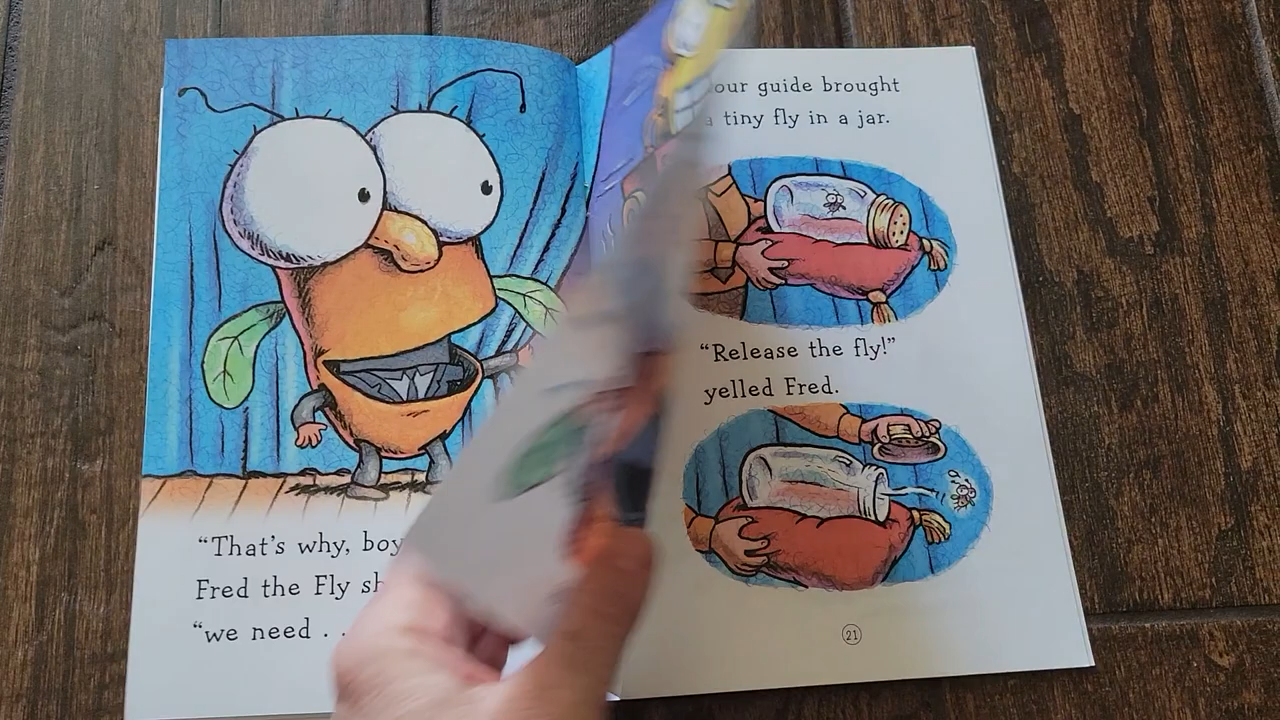 “That’s why, boy
Fred the Fly sh
“we need . .
our guide brought
a tiny fly in a jar.
“Release the fly!”
yelled Fred.
21